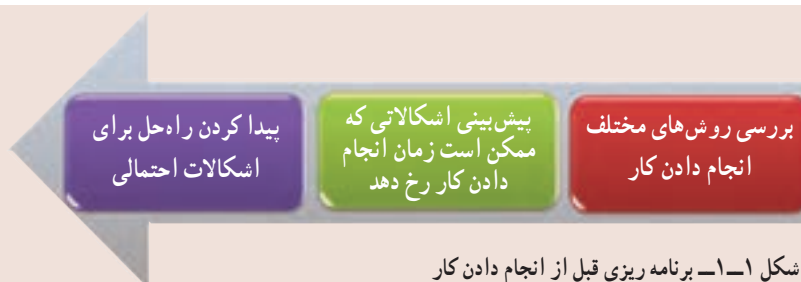 بررسی روش‌های مختلف
انجام دادن کار
پیش‌بینی اشکالاتی که
ممکن است زمان انجام
دادن کار رخ دهد
پیدا کردن راه‌حل برای
اشکالات احتمالی
شکل ۱ــ۱ــ برنامه ریزی قبل از انجام دادن کار